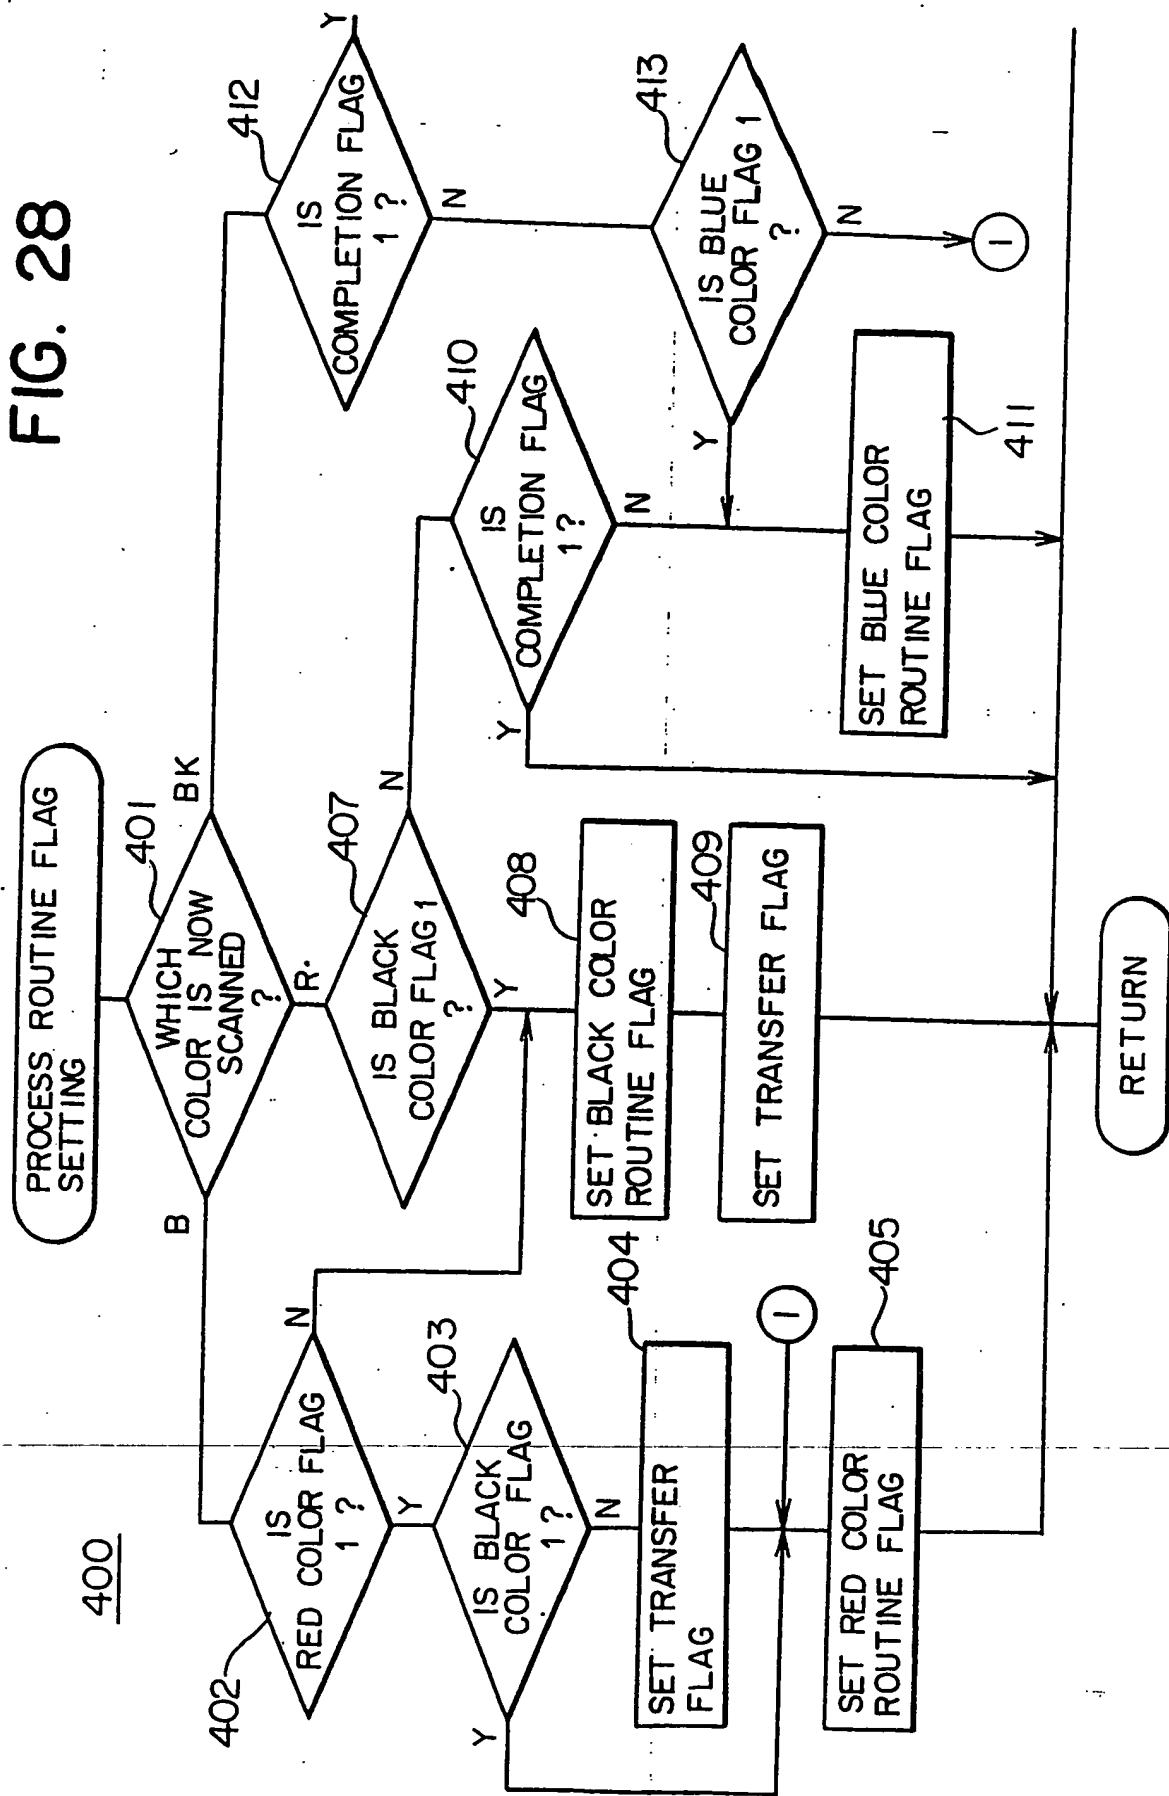 FIG. 28
400
PROCESS ROUTINE FLAG
SETTING
401
WHICH
COLOR IS NOW
SCANNED
?
B
R
BK
402
IS
RED COLOR FLAG
1 ?
N
Y
403
IS BLACK
COLOR FLAG
1 ?
Y
N
404
SET TRANSFER
FLAG
1
405
SET RED COLOR
ROUTINE FLAG
407
IS BLACK
COLOR FLAG 1
?
N
Y
408
SET BLACK COLOR
ROUTINE FLAG
409
SET TRANSFER FLAG
410
IS
COMPLETION FLAG
1 ?
Y
N
411
SET BLUE COLOR
ROUTINE FLAG
412
IS
COMPLETION FLAG
1 ?
Y
N
413
IS BLUE
COLOR FLAG 1
?
Y
N
1
RETURN